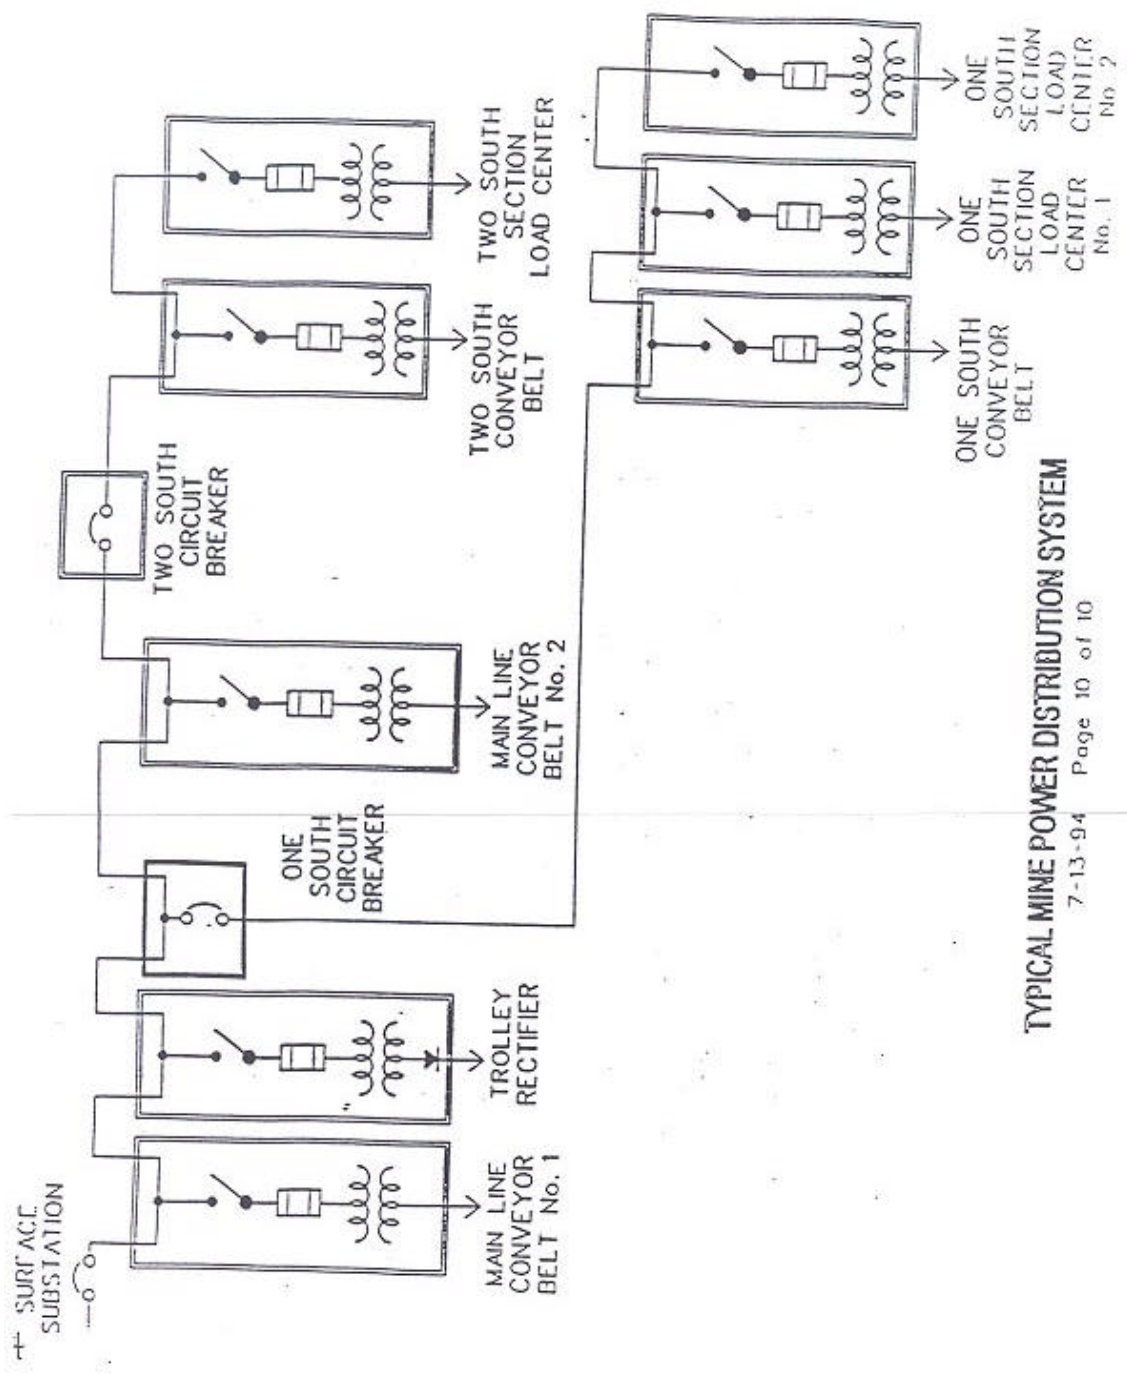 SURFACE
SUBSTATION
MAIN LINE
CONVEYOR
BELT No. 1
TROLLEY
RECTIFIER
ONE
SOUTH
CIRCUIT
BREAKER
MAIN LINE
CONVEYOR
BELT No. 2
TWO SOUTH
CIRCUIT
BREAKER
TWO SOUTH
CONVEYOR
BELT
TWO SOUTH
SECTION
LOAD CENTER
ONE SOUTH
CONVEYOR
BELT
ONE
SOUTH
SECTION
LOAD
CENTER
No. 1
ONE
SOUTH
SECTION
LOAD
CENTER
No. 2
TYPICAL MINE POWER DISTRIBUTION SYSTEM
7-13-94 Page 10 of 10